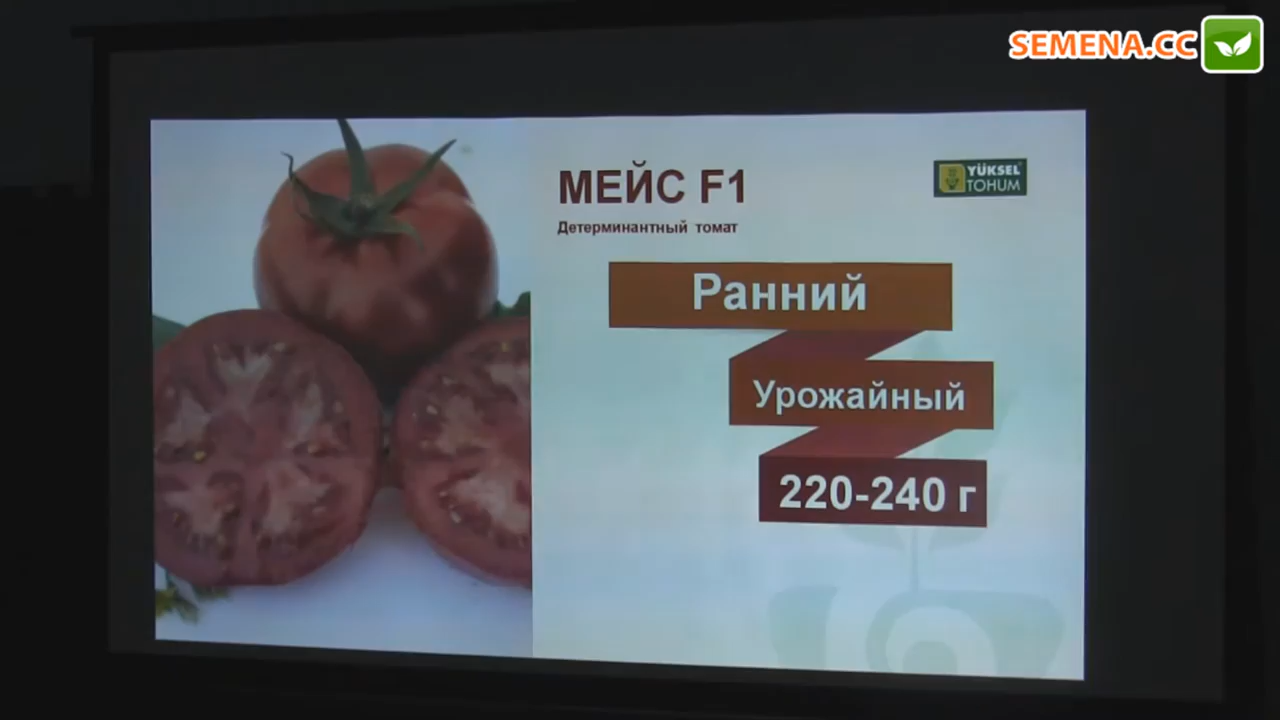 SEMENA.CC
МЕЙС F1
YÜKSEL
TOHUM
Детерминантный томат
Ранний
Урожайный
220-240 г